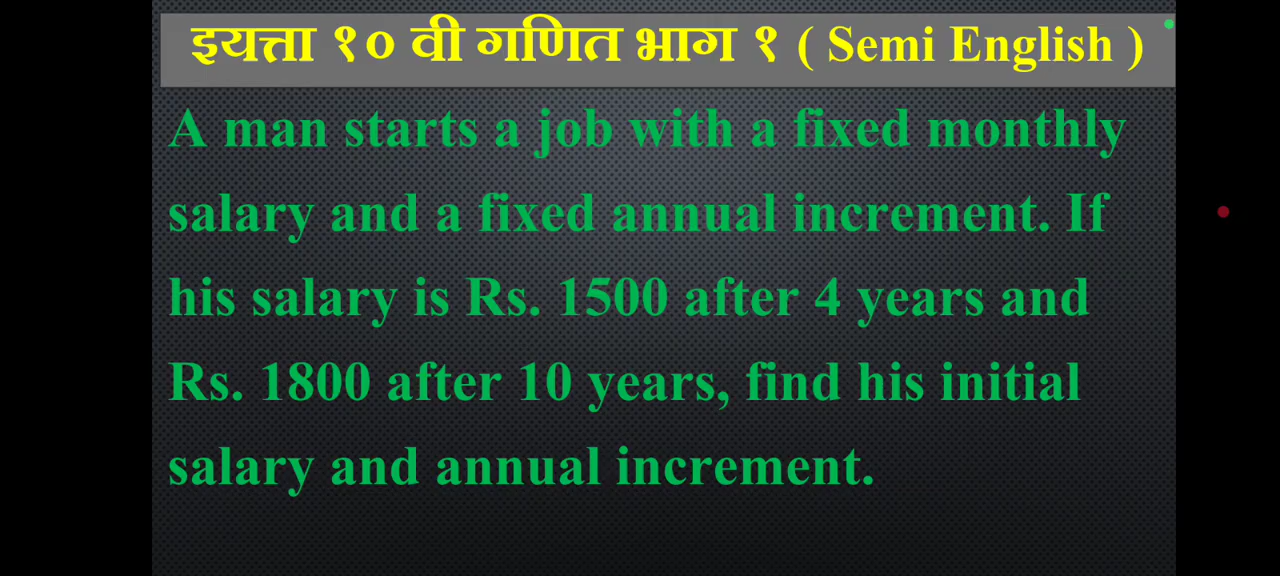 इयत्ता १० वी गणित भाग १ ( Semi English )
A man starts a job with a fixed monthly
salary and a fixed annual increment. If
his salary is Rs. 1500 after 4 years and
Rs. 1800 after 10 years, find his initial
salary and annual increment.